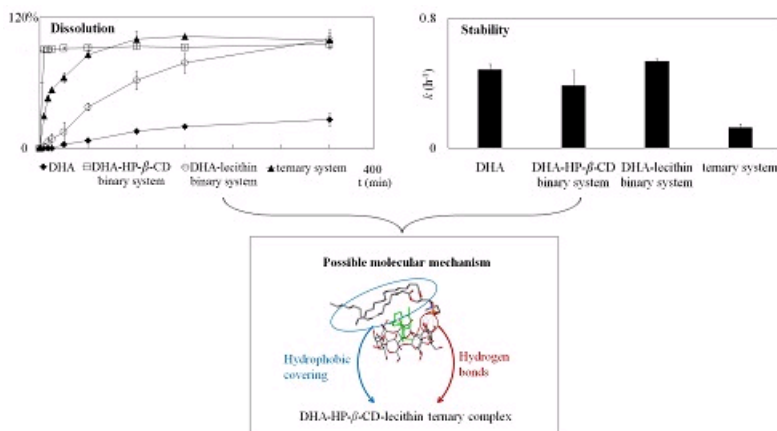 120%
Dissolution
0
◆DHA
DHA-HP-β-CD
binary system
DHA-lecithin
binary system
▲ternary system
400
t (min)
0.8
Stability
k (h⁻¹)
0
DHA
DHA-HP-β-CD
binary system
DHA-lecithin
binary system
ternary system
Possible molecular mechanism
Hydrophobic
covering
Hydrogen
bonds
DHA-HP-β-CD-lecithin ternary complex